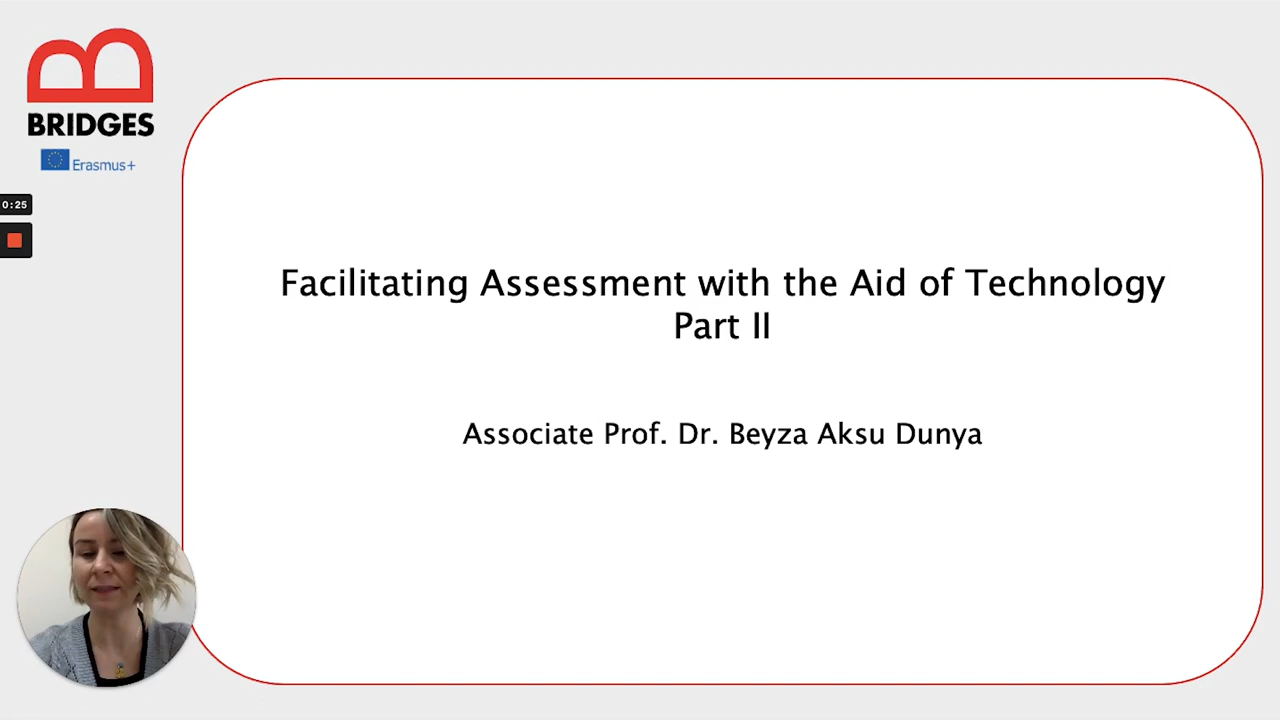 BRIDGES
Erasmus+
0:25
Facilitating Assessment with the Aid of Technology
Part II
Associate Prof. Dr. Beyza Aksu Dunya